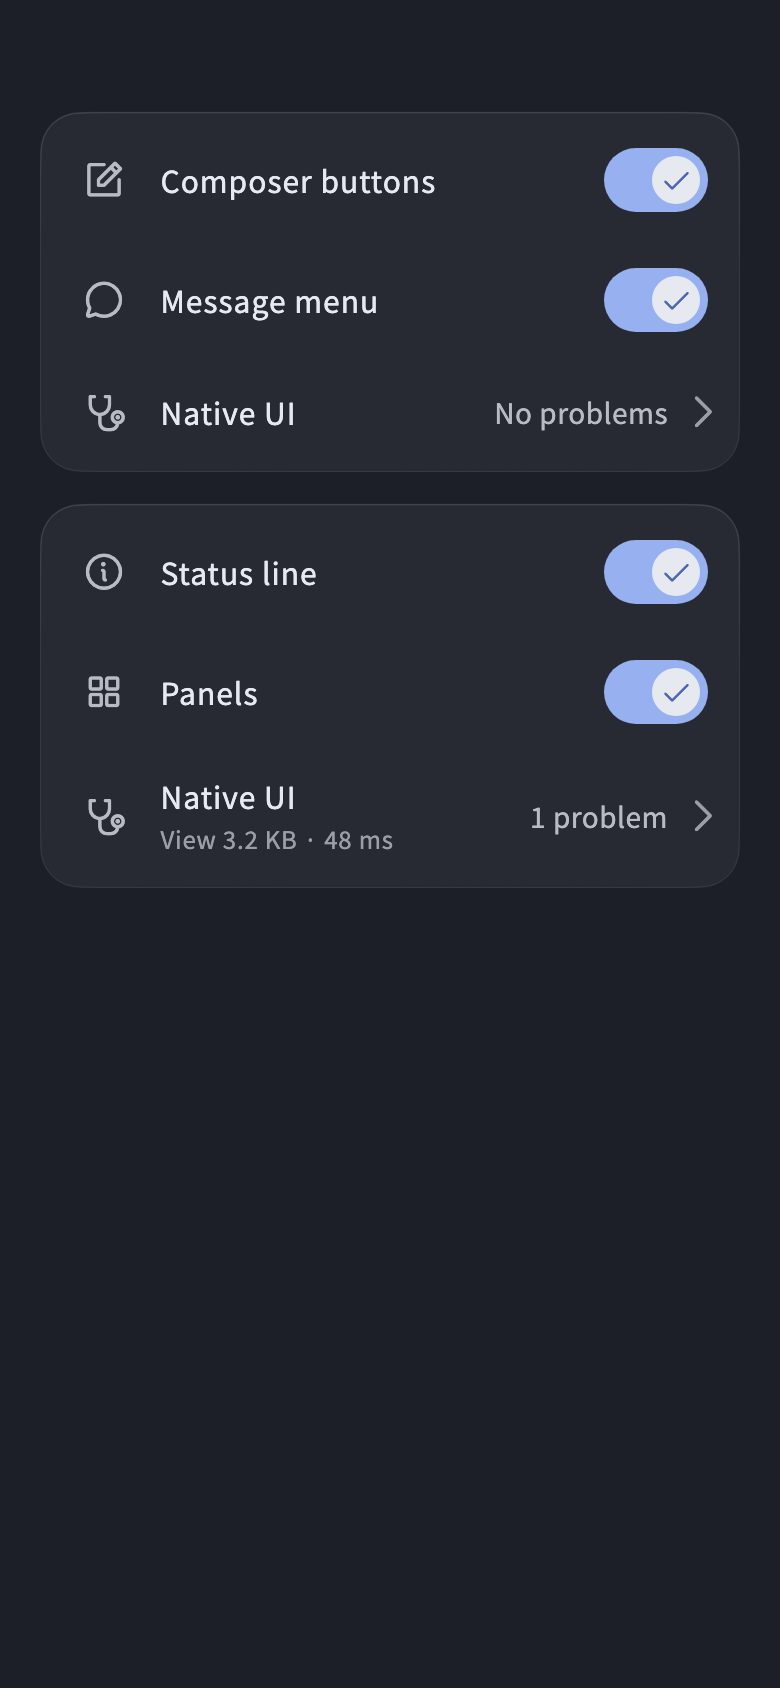 Composer buttons
Message menu
Native UI No problems
Status line
Panels
Native UI 1 problem
View 3.2 KB · 48 ms